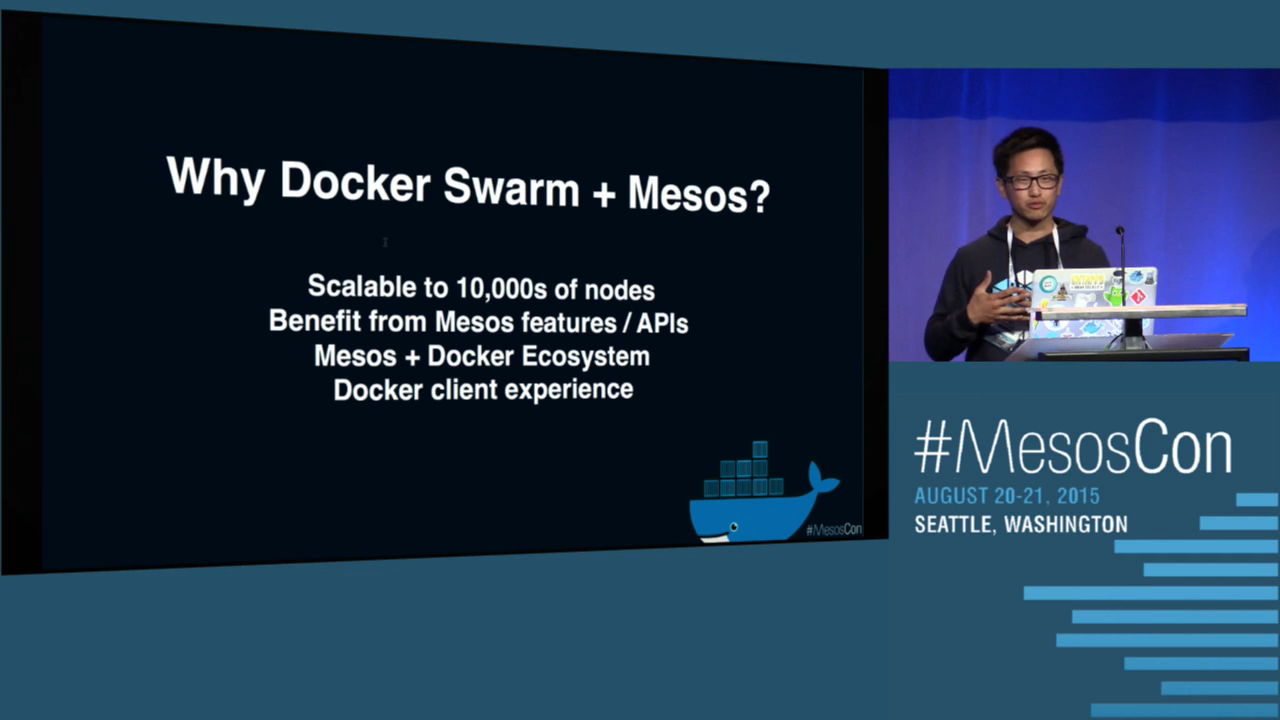 Why Docker Swarm + Mesos?
Scalable to 10,000s of nodes
Benefit from Mesos features / APIs
Mesos + Docker Ecosystem
Docker client experience
#MesosCon
#MesosCon
AUGUST 20-21, 2015
SEATTLE, WASHINGTON